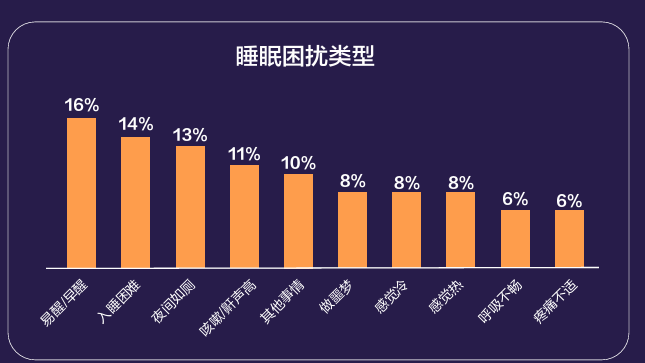 睡眠困扰类型
16%
14%
13%
11%
10%
8%
8%
8%
6%
6%
易醒/早醒
入睡困难
夜间如厕
咳嗽/鼾声高
其他事情
做噩梦
感觉冷
感觉热
呼吸不畅
疼痛不适